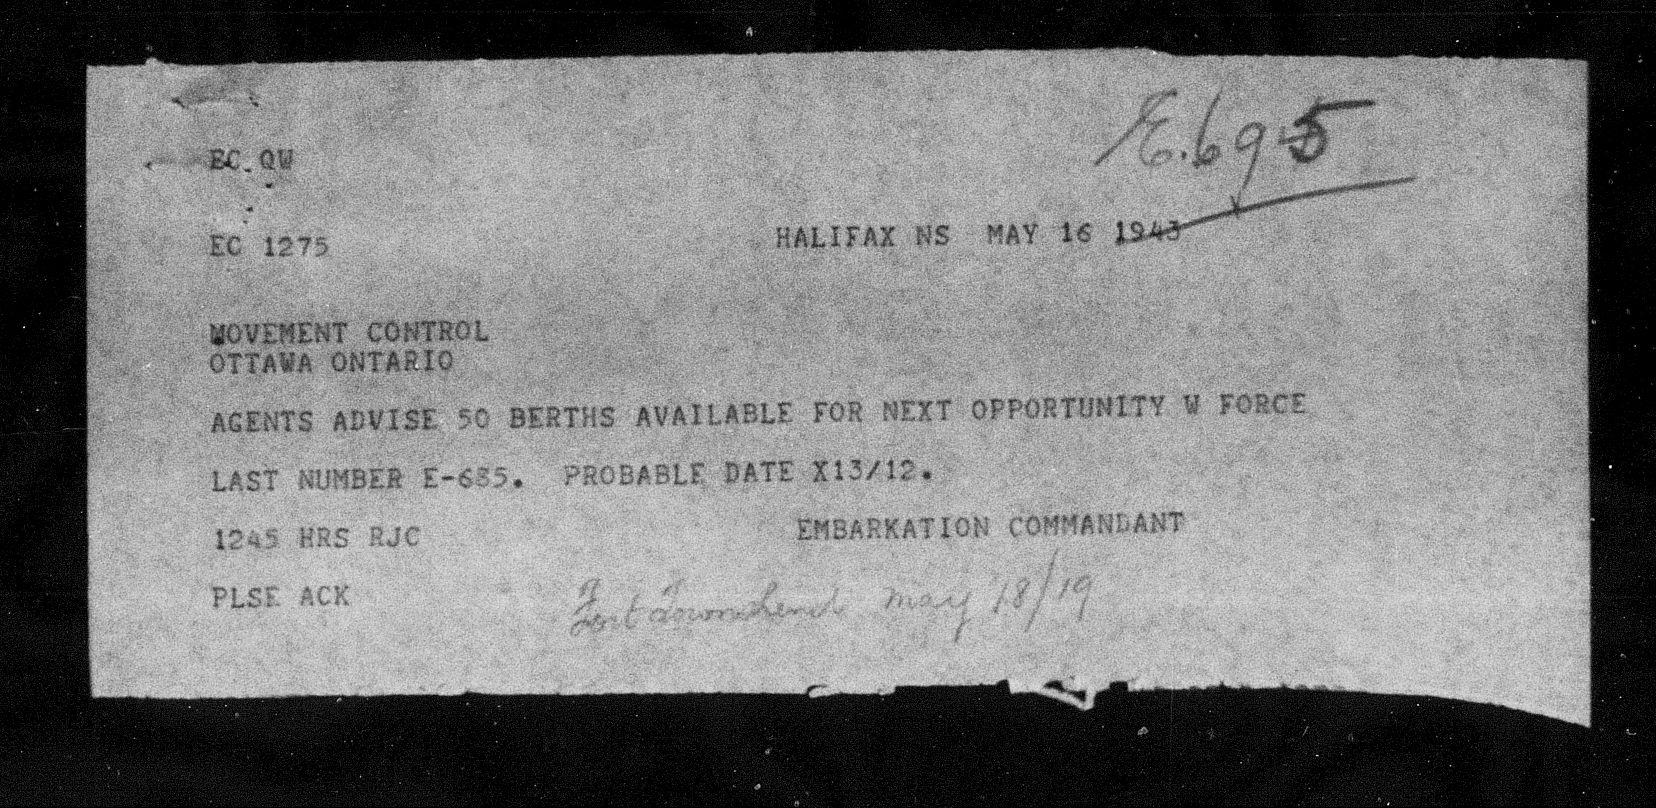 E.695
EC QW
EC 1275 HALIFAX NS MAY 16 1943
MOVEMENT CONTROL
OTTAWA ONTARIO
AGENTS ADVISE 50 BERTHS AVAILABLE FOR NEXT OPPORTUNITY W FORCE
LAST NUMBER E-685. PROBABLE DATE X13/12.
1245 HRS RJC EMBARKATION COMMANDANT
PLSE ACK
Fort Townshend May 18/19